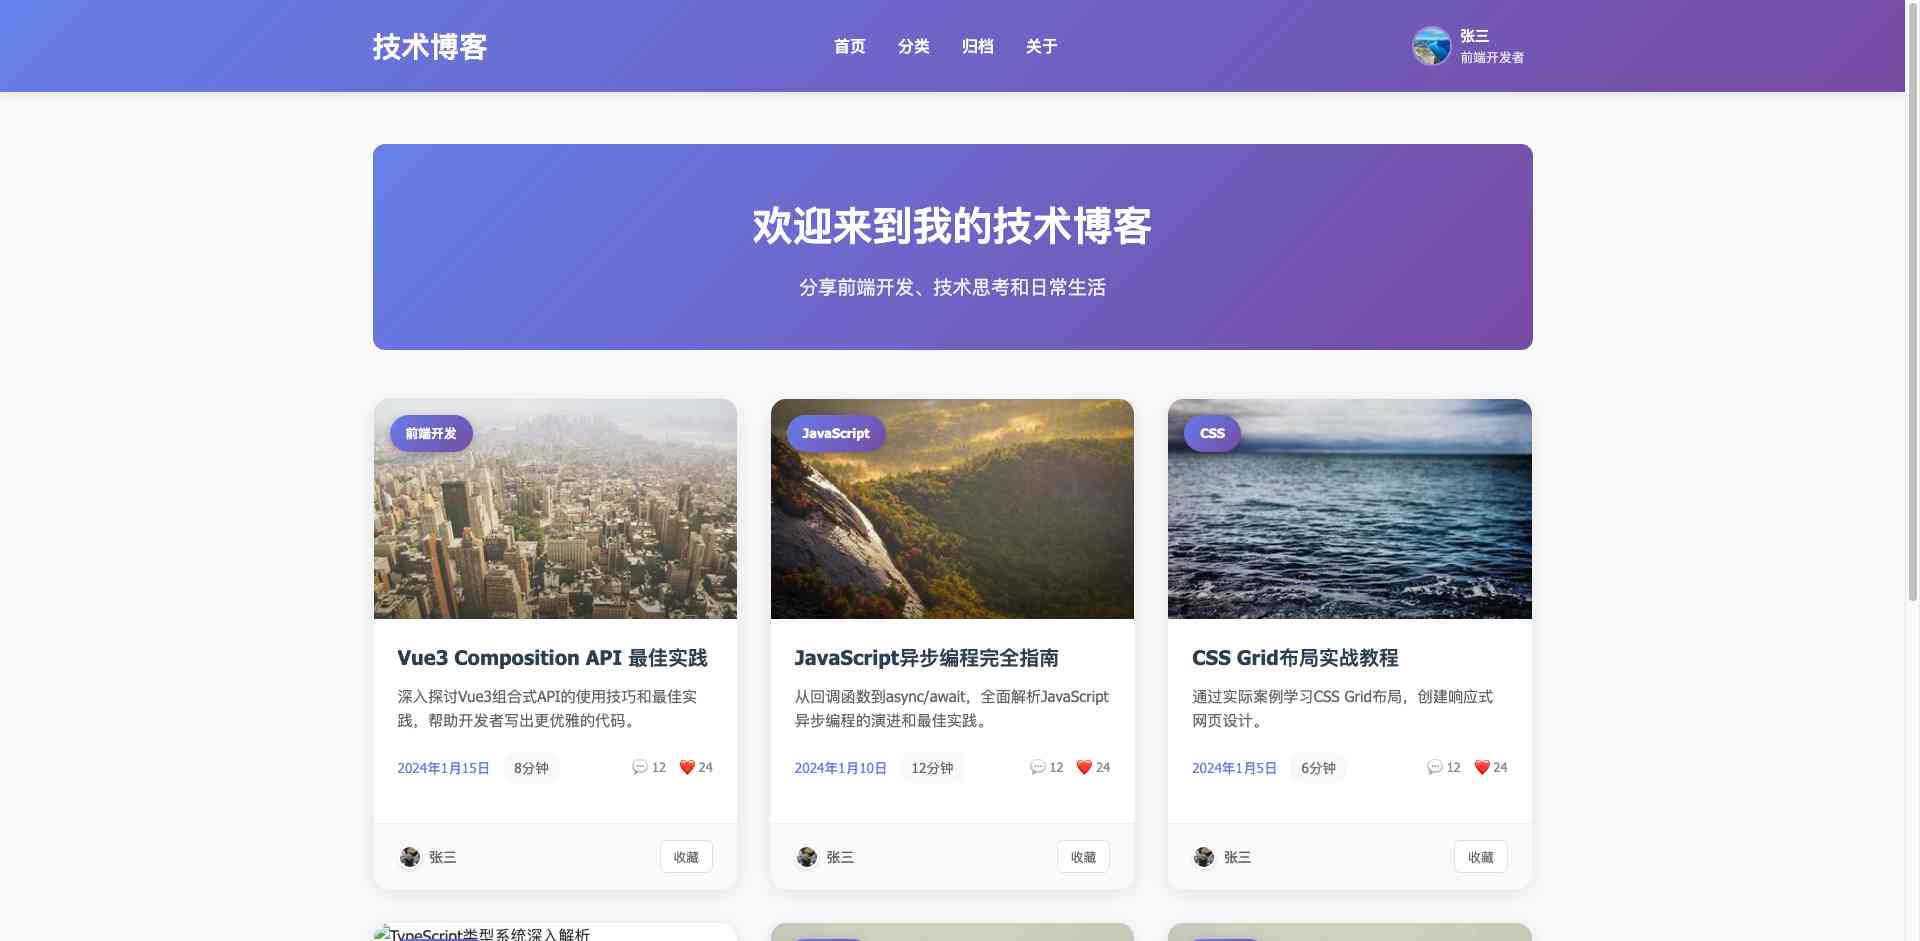 技术博客
首页 分类 归档 关于
张三
前端开发者
欢迎来到我的技术博客
分享前端开发、技术思考和日常生活
前端开发
Vue3 Composition API 最佳实践
深入探讨Vue3组合式API的使用技巧和最佳实
践，帮助开发者写出更优雅的代码。
2024年1月15日 8分钟 12 24
张三 收藏
JavaScript
JavaScript异步编程完全指南
从回调函数到async/await，全面解析JavaScript
异步编程的演进和最佳实践。
2024年1月10日 12分钟 12 24
张三 收藏
CSS
CSS Grid布局实战教程
通过实际案例学习CSS Grid布局，创建响应式
网页设计。
2024年1月5日 6分钟 12 24
张三 收藏
TypeScript类型系统深入解析